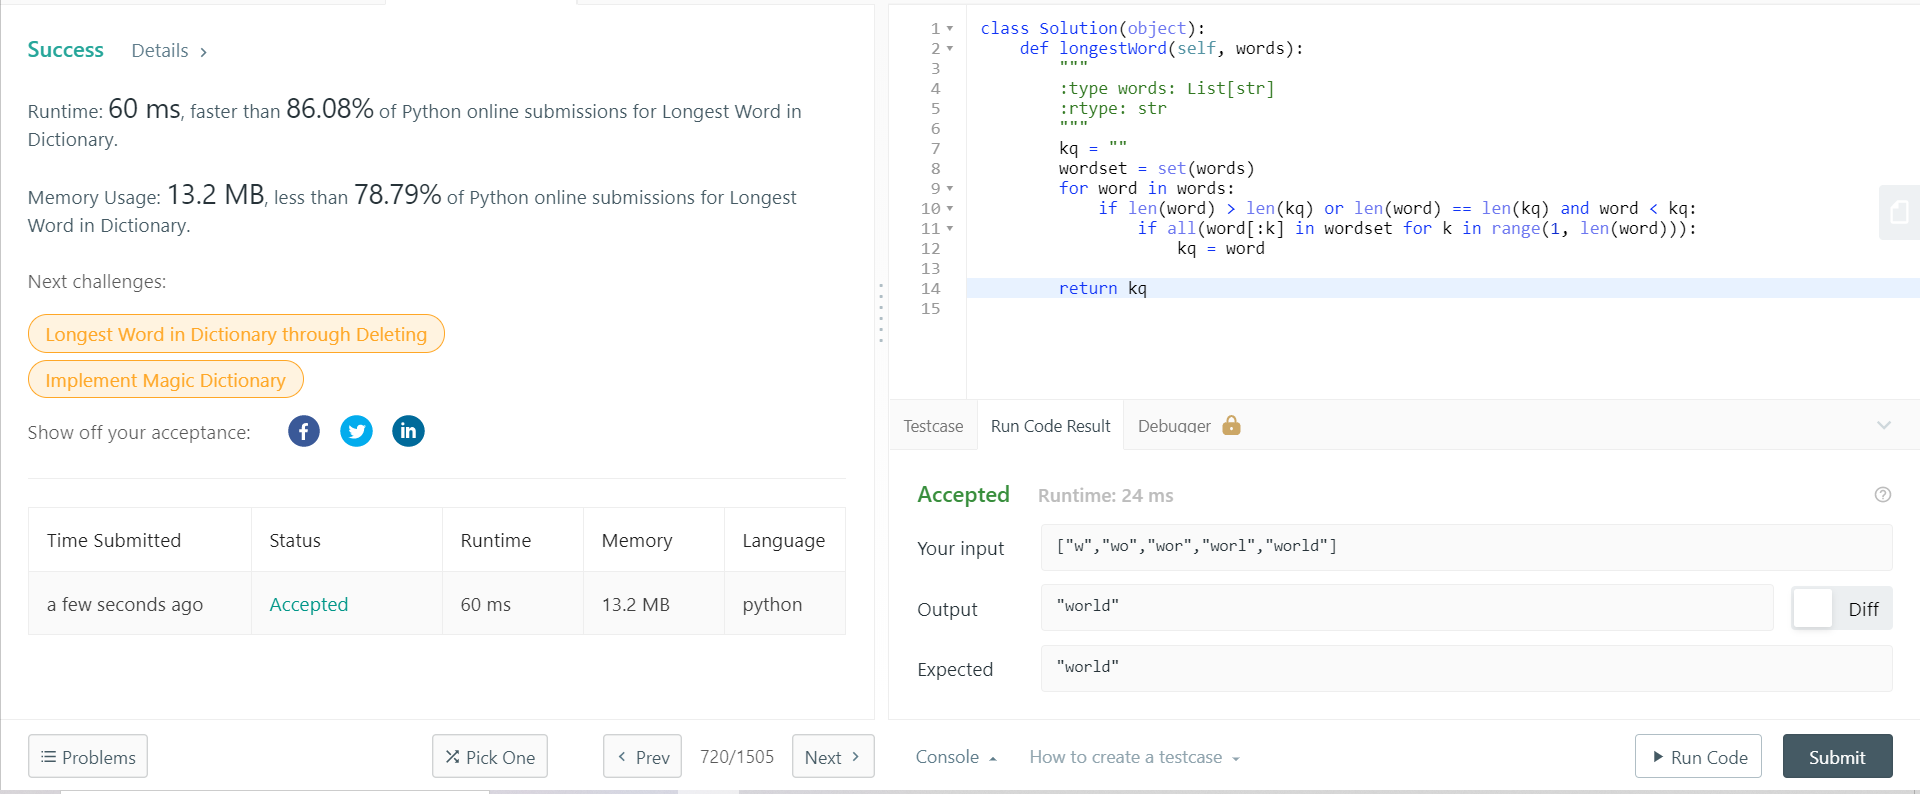 Success Details >
Runtime: 60 ms, faster than 86.08% of Python online submissions for Longest Word in
Dictionary.
Memory Usage: 13.2 MB, less than 78.79% of Python online submissions for Longest
Word in Dictionary.
Next challenges:
Longest Word in Dictionary through Deleting
Implement Magic Dictionary
Show off your acceptance: f in
Time Submitted Status Runtime Memory Language
a few seconds ago Accepted 60 ms 13.2 MB python
Problems Pick One < Prev 720/1505 Next >
1 class Solution(object):
2     def longestWord(self, words):
3         """
4         :type words: List[str]
5         :rtype: str
6         """
7         kq = ""
8         wordset = set(words)
9         for word in words:
10             if len(word) > len(kq) or len(word) == len(kq) and word < kq:
11                 if all(word[:k] in wordset for k in range(1, len(word))):
12                     kq = word
13
14         return kq
15
Testcase Run Code Result Debugger
Accepted Runtime: 24 ms ?
Your input ["w","wo","wor","worl","world"]
Output "world" Diff
Expected "world"
Console How to create a testcase Run Code Submit